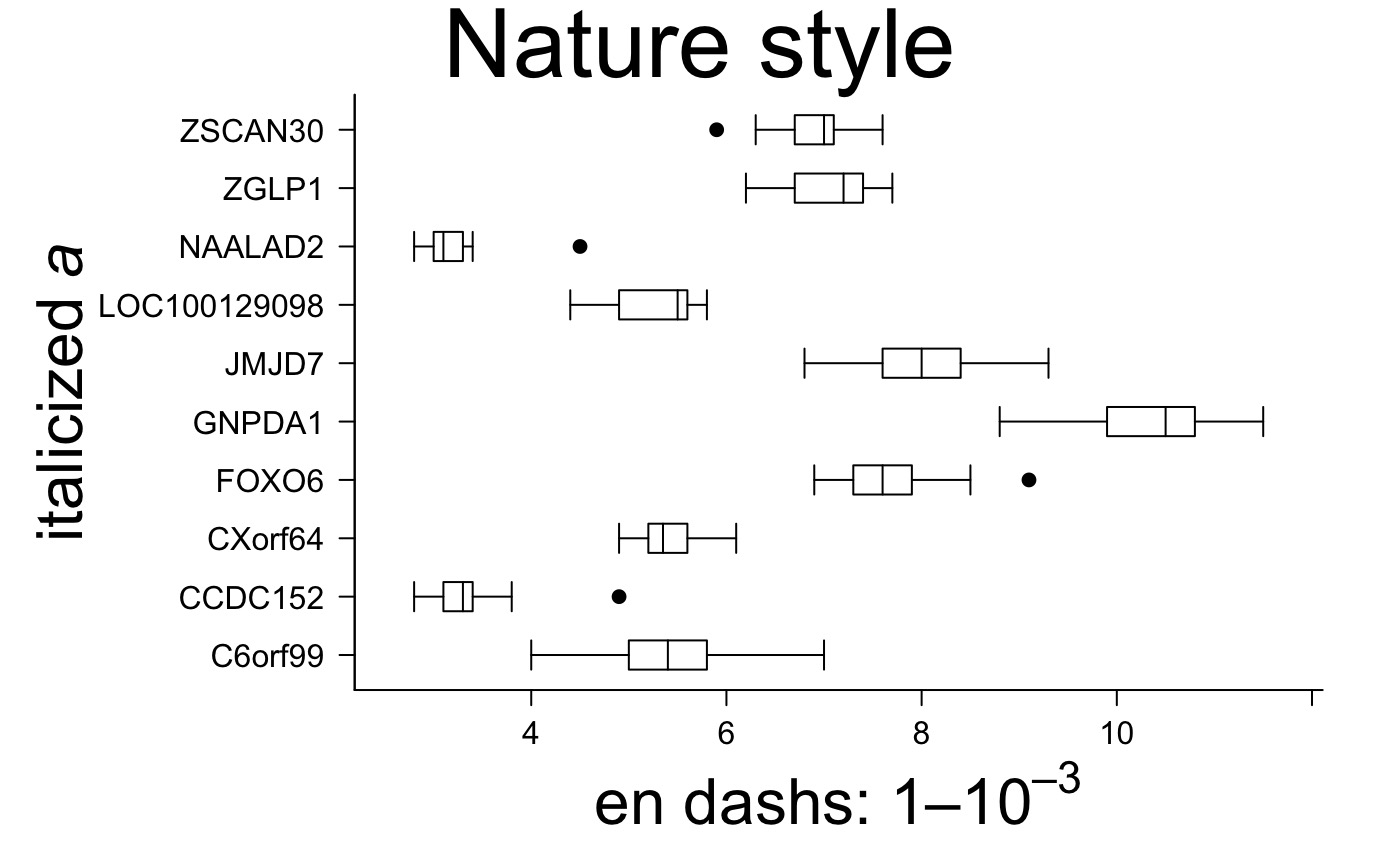 Nature style
italicized a
ZSCAN30
ZGLP1
NAALAD2
LOC100129098
JMJD7
GNPDA1
FOXO6
CXorf64
CCDC152
C6orf99
4 6 8 10
en dashs: 1–10⁻³